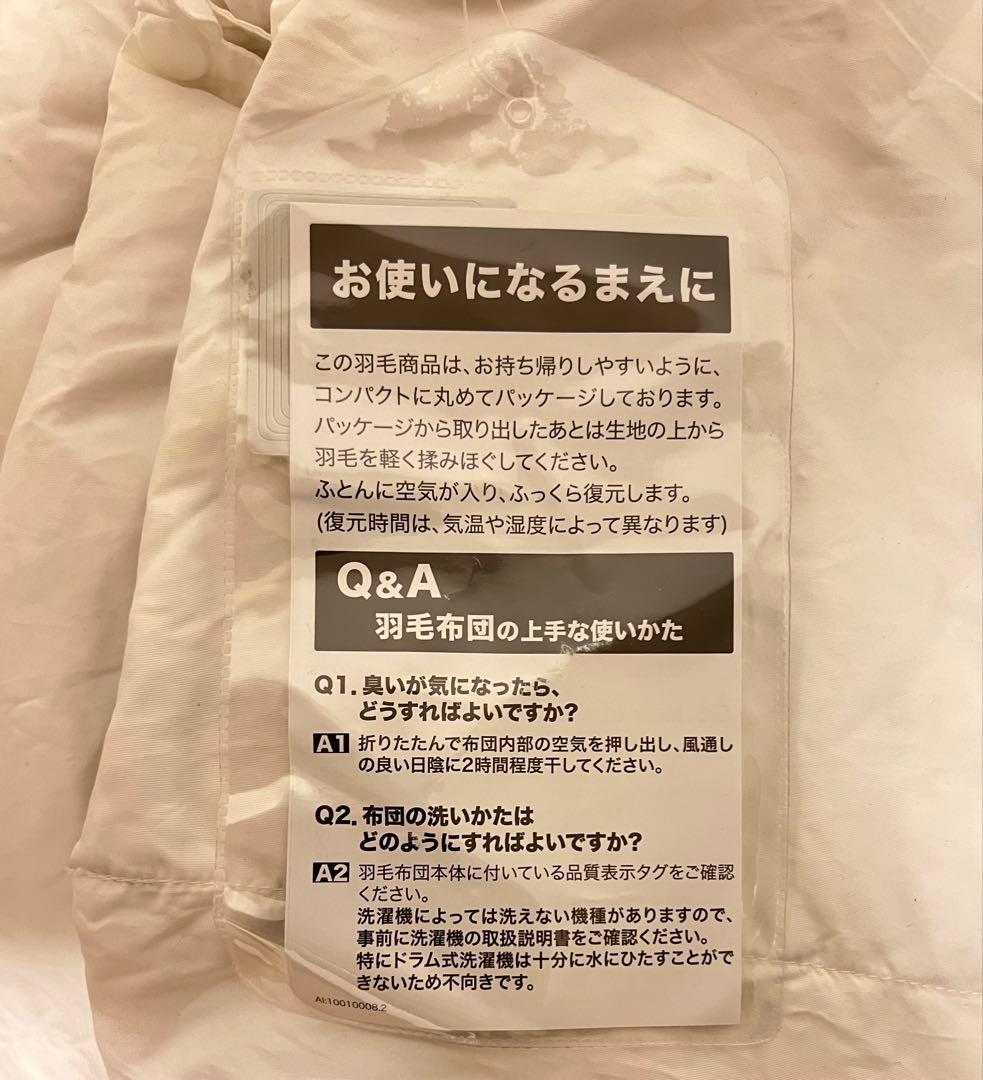 お使いになるまえに
この羽毛商品は、お持ち帰りしやすいように、
コンパクトに丸めてパッケージしております。
パッケージから取り出したあとは生地の上から
羽毛を軽く揉みほぐしてください。
ふとんに空気が入り、ふっくら復元します。
(復元時間は、気温や湿度によって異なります)
Q&A
羽毛布団の上手な使いかた
Q1. 臭いが気になったら、
どうすればよいですか?
A1 折りたたんで布団内部の空気を押し出し、風通し
の良い日陰に2時間程度干してください。
Q2. 布団の洗いかたは
どのようにすればよいですか?
A2 羽毛布団本体に付いている品質表示タグをご確認
ください。
洗濯機によっては洗えない機種がありますので、
事前に洗濯機の取扱説明書をご確認ください。
特にドラム式洗濯機は十分に水にひたすことがで
きないため不向きです。
AI:10010008.2